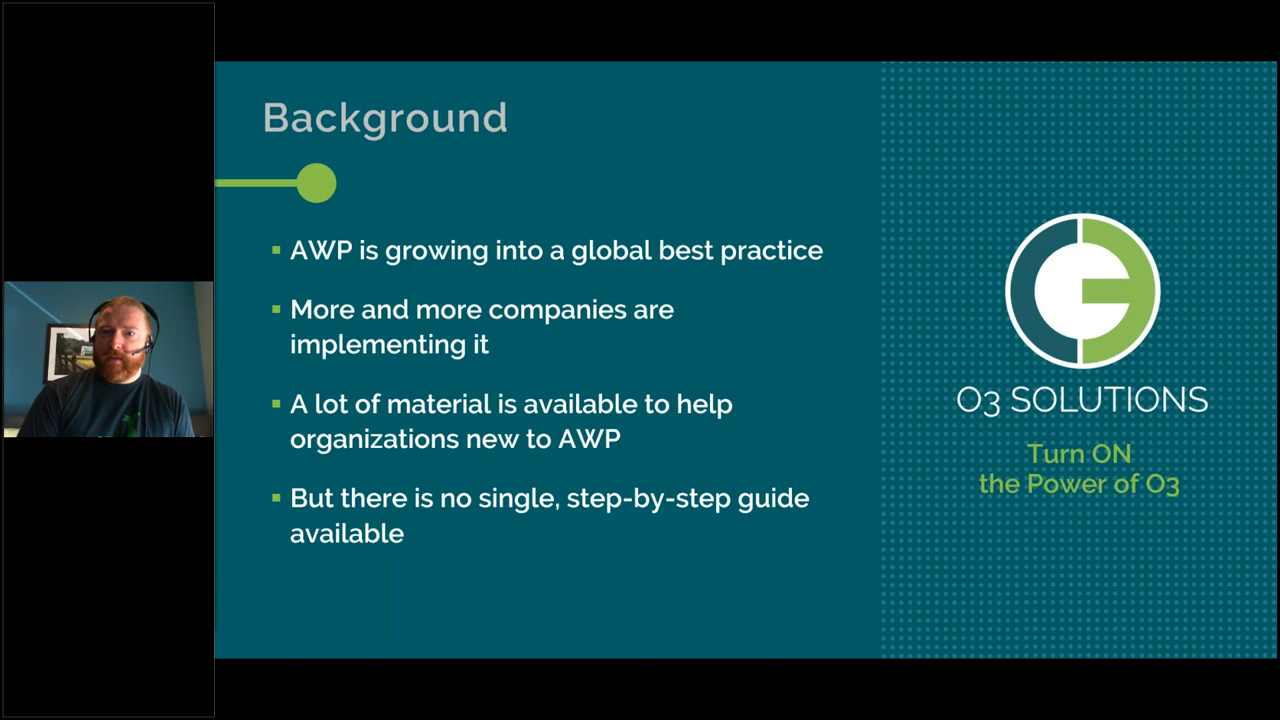 Background
AWP is growing into a global best practice
More and more companies are
implementing it
A lot of material is available to help
organizations new to AWP
But there is no single, step-by-step guide
available
O3 SOLUTIONS
Turn ON
the Power of O3